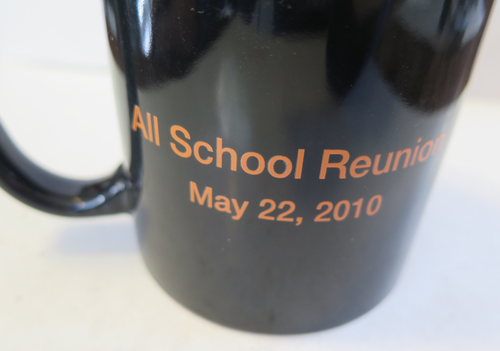 All School Reunion
May 22, 2010